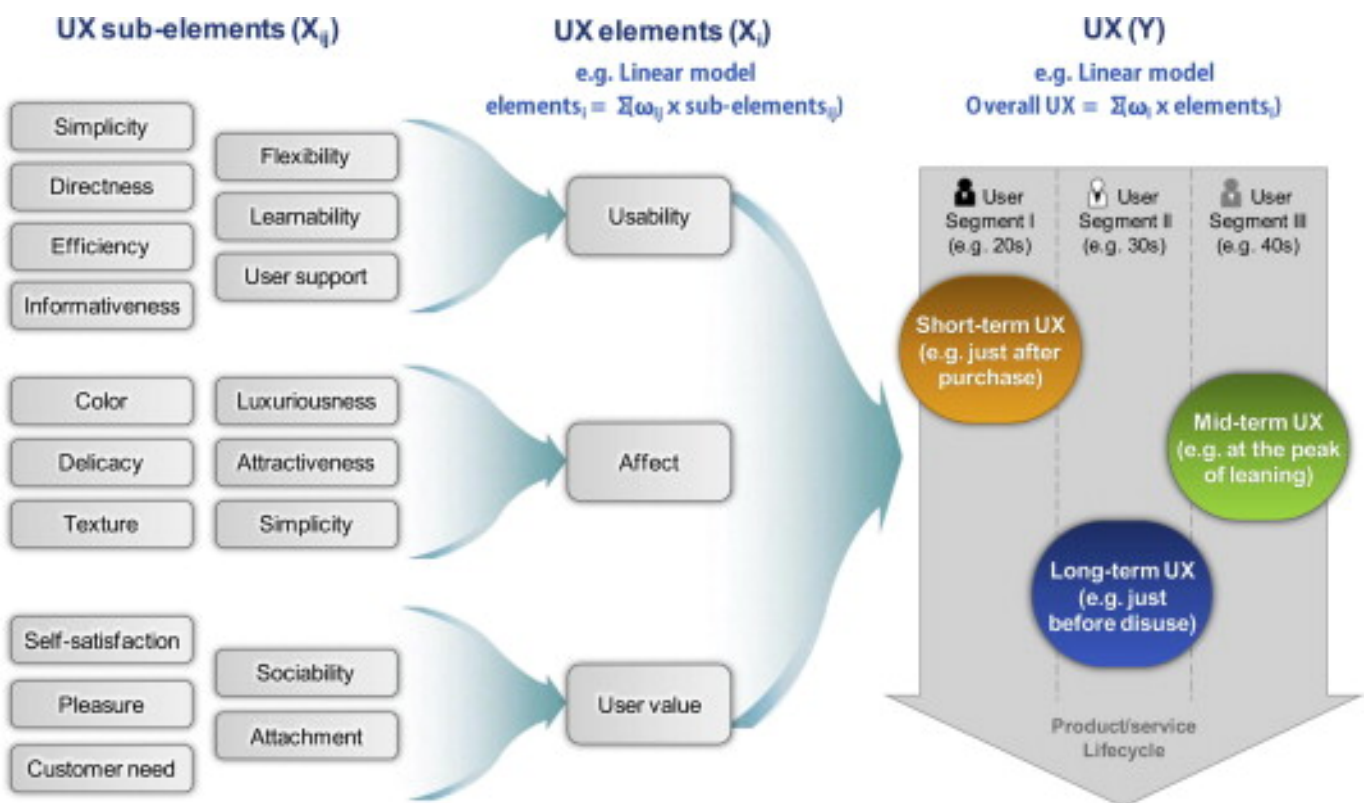 UX sub-elements (Xij)
UX elements (Xi)
e.g. Linear model
elementsi = Σ(ωij x sub-elementsij)
UX (Y)
e.g. Linear model
Overall UX = Σ(ωi x elementsi)
Simplicity
Directness
Efficiency
Informativeness
Flexibility
Learnability
User support
Usability
Color
Delicacy
Texture
Luxuriousness
Attractiveness
Simplicity
Affect
Self-satisfaction
Pleasure
Customer need
Sociability
Attachment
User value
User
Segment I
(e.g. 20s)
User
Segment II
(e.g. 30s)
User
Segment III
(e.g. 40s)
Short-term UX
(e.g. just after
purchase)
Mid-term UX
(e.g. at the peak
of leaning)
Long-term UX
(e.g. just
before disuse)
Product/service
Lifecycle